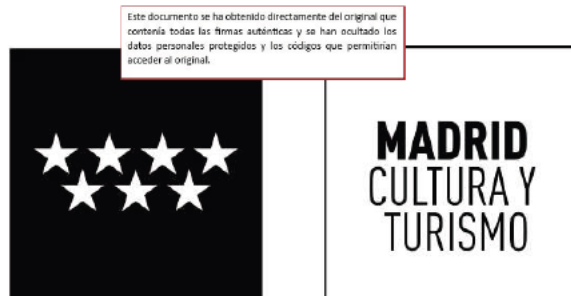 Este documento se ha obtenido directamente del original que
contenía todas las firmas auténticas y se han ocultado los
datos personales protegidos y los códigos que permitirían
acceder al original.
MADRID
CULTURA Y
TURISMO